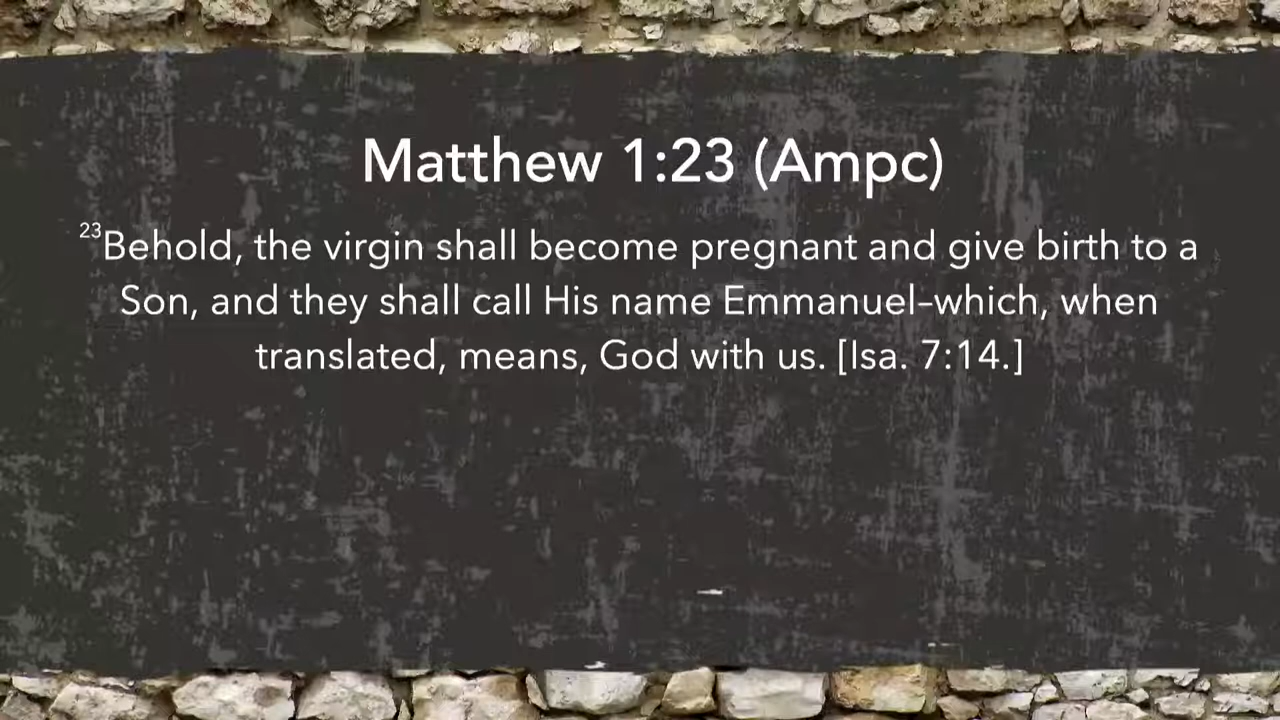 Matthew 1:23 (Ampc)
23Behold, the virgin shall become pregnant and give birth to a
Son, and they shall call His name Emmanuel–which, when
translated, means, God with us. [Isa. 7:14.]